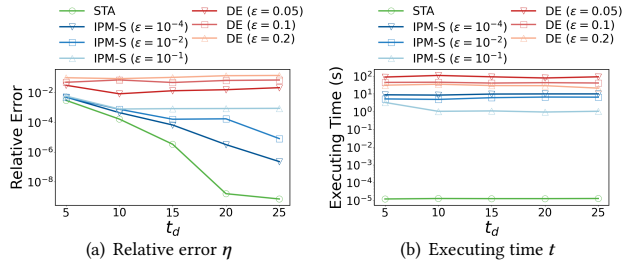 STA
IPM-S (ε = 10⁻⁴)
IPM-S (ε = 10⁻²)
IPM-S (ε = 10⁻¹)
DE (ε = 0.05)
DE (ε = 0.1)
DE (ε = 0.2)
STA
IPM-S (ε = 10⁻⁴)
IPM-S (ε = 10⁻²)
IPM-S (ε = 10⁻¹)
DE (ε = 0.05)
DE (ε = 0.1)
DE (ε = 0.2)
Relative Error
10⁻²
10⁻⁴
10⁻⁶
10⁻⁸
5 10 15 20 25
t_d
Executing Time (s)
10²
10¹
10⁰
10⁻¹
10⁻²
10⁻³
10⁻⁴
10⁻⁵
5 10 15 20 25
t_d
(a) Relative error η
(b) Executing time t